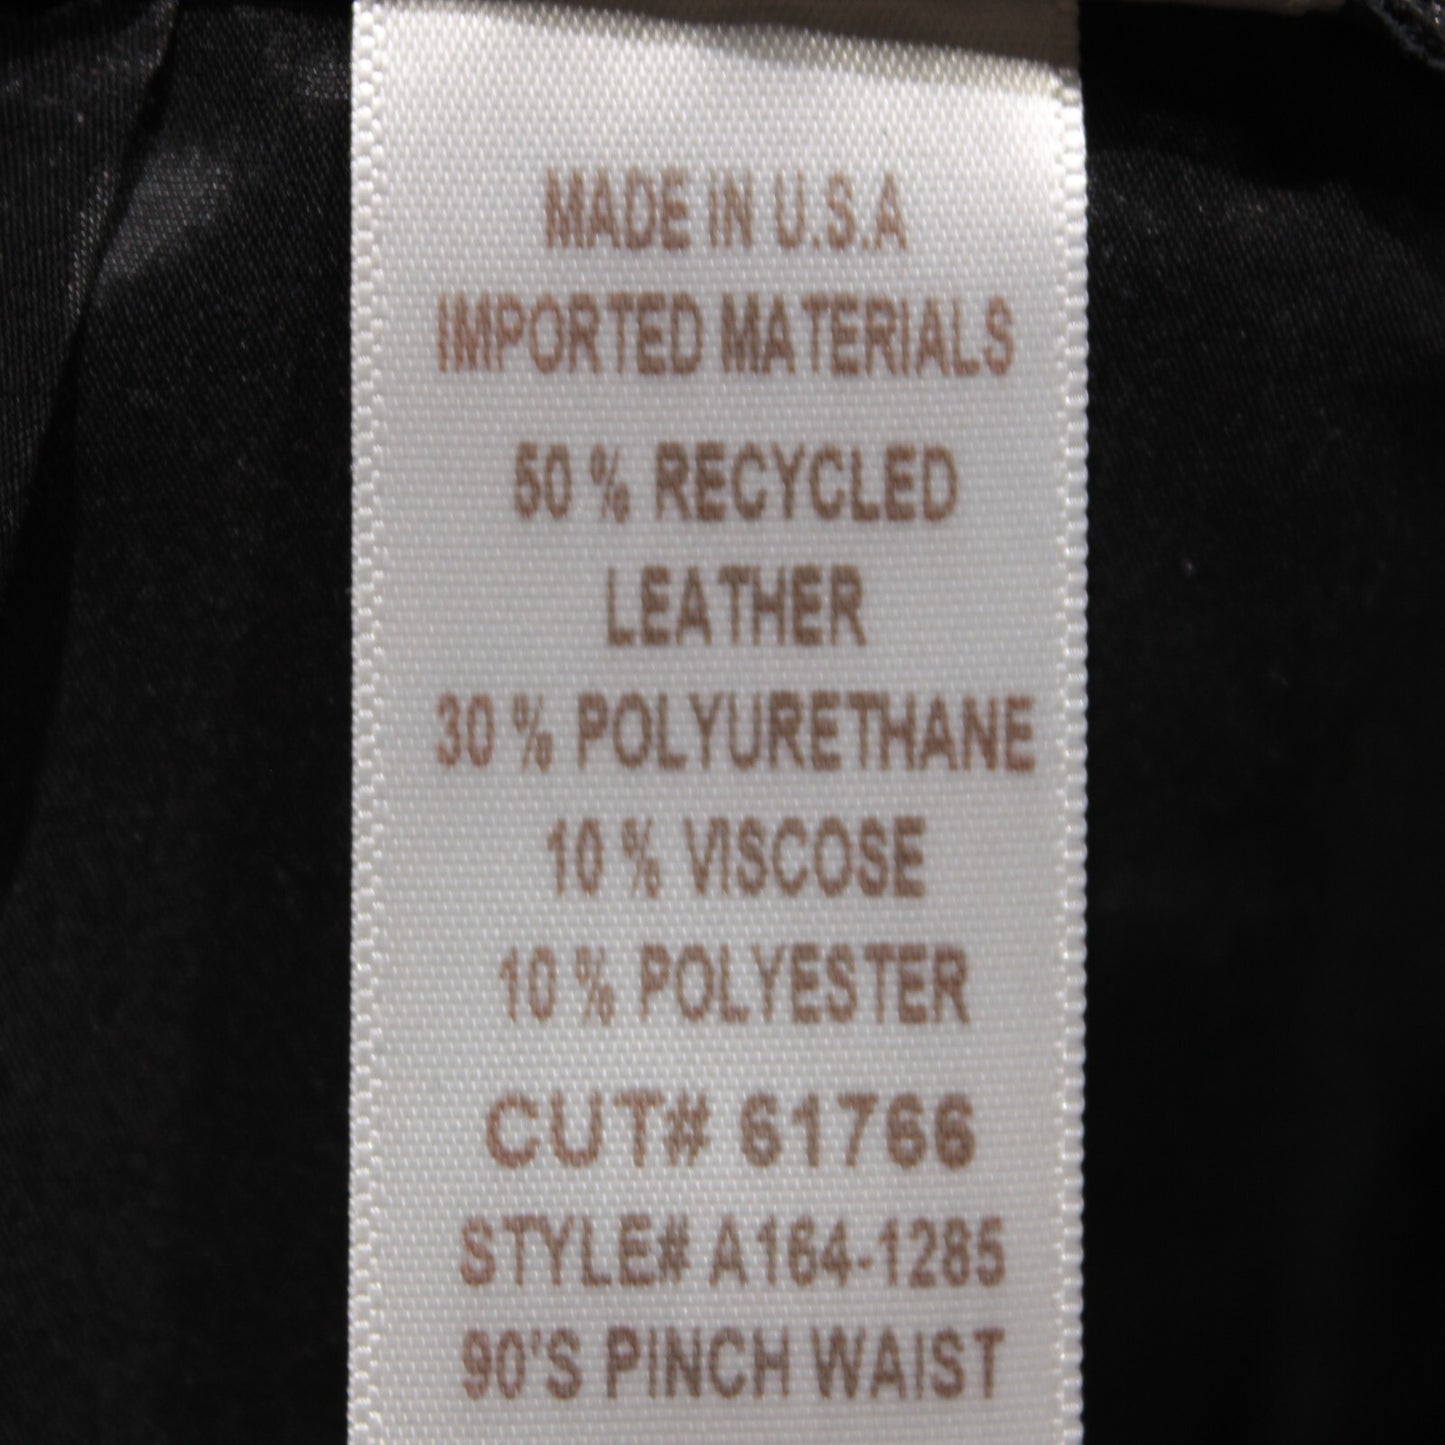 MADE IN U.S.A
IMPORTED MATERIALS
50 % RECYCLED
LEATHER
30 % POLYURETHANE
10 % VISCOSE
10 % POLYESTER
CUT# 61766
STYLE# A164-1285
90'S PINCH WAIST